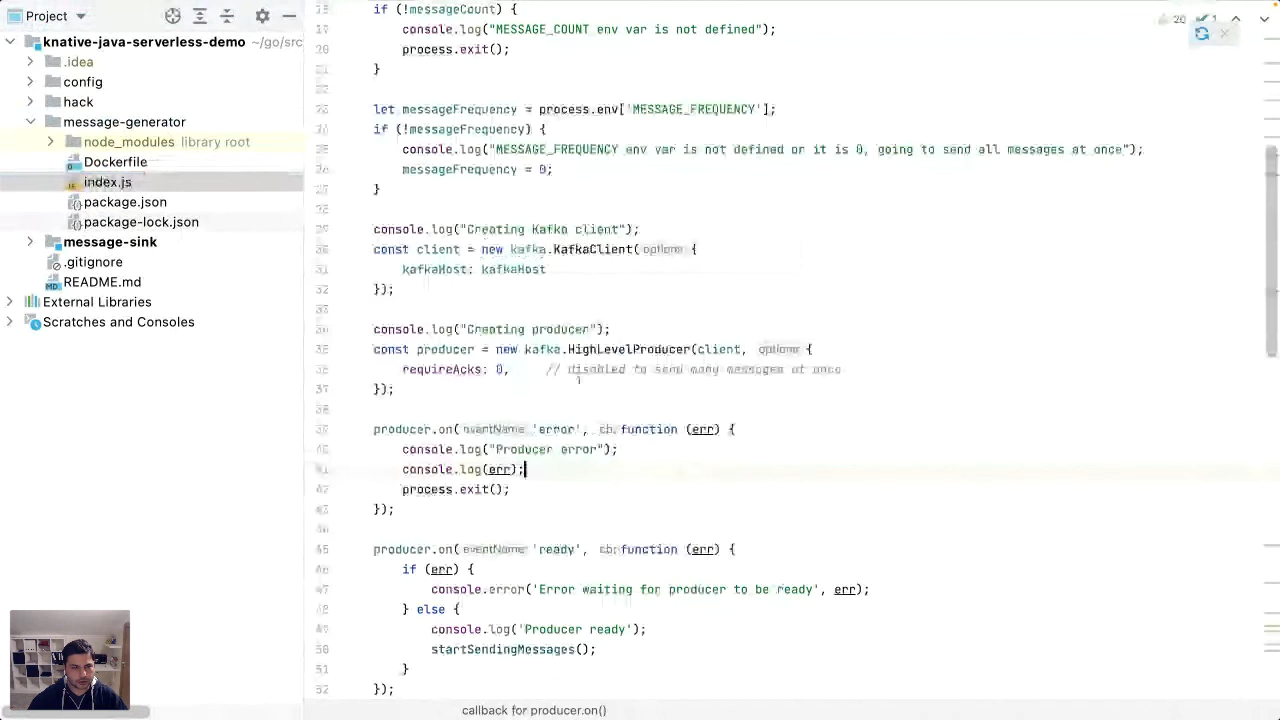 Project
knative-java-serverless-demo ~/go/src
.idea
config
hack
message-generator
node_modules library root
Dockerfile
index.js
package.json
package-lock.json
message-sink
.gitignore
README.md
External Libraries
Scratches and Consoles
20
if (!messageCount) {
console.log("MESSAGE_COUNT env var is not defined");
process.exit();
}
let messageFrequency = process.env['MESSAGE_FREQUENCY'];
if (!messageFrequency) {
console.log("MESSAGE_FREQUENCY env var is not defined or it is 0, going to send all messages at once");
messageFrequency = 0;
}
console.log("Creating Kafka Client");
const client = new kafka.KafkaClient( options {
kafkaHost: kafkaHost
});
console.log("Creating producer");
const producer = new kafka.HighLevelProducer(client, options {
requireAcks: // disabled to send many messages at once
});
producer.on( eventName 'error', cb: function (err) {
console.log("Producer error");
console.log(err);
process.exit();
});
producer.on( eventName 'ready', cb: function (err) {
if (err) {
console.error('Error waiting for producer to be ready', err);
} else {
console.log('Producer ready');
startSendingMessages();
}
});
callback for producer.on()